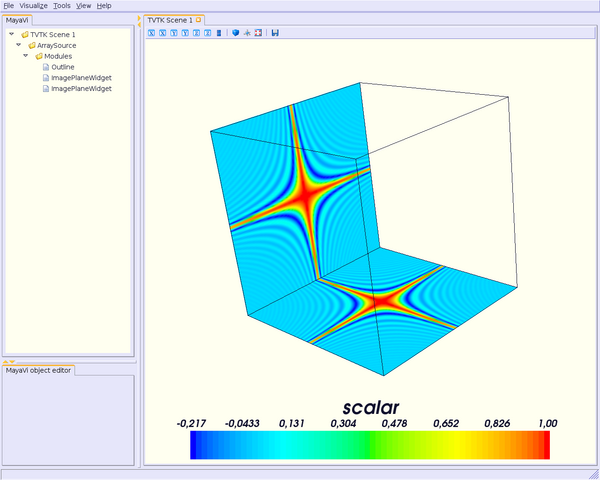 File Visualize Tools View Help
MayaVi
TVTK Scene 1
ArraySource
Modules
Outline
ImagePlaneWidget
ImagePlaneWidget
MayaVi object editor
TVTK Scene 1
scalar
-0,217 -0,0433 0,131 0,304 0,478 0,652 0,826 1,00